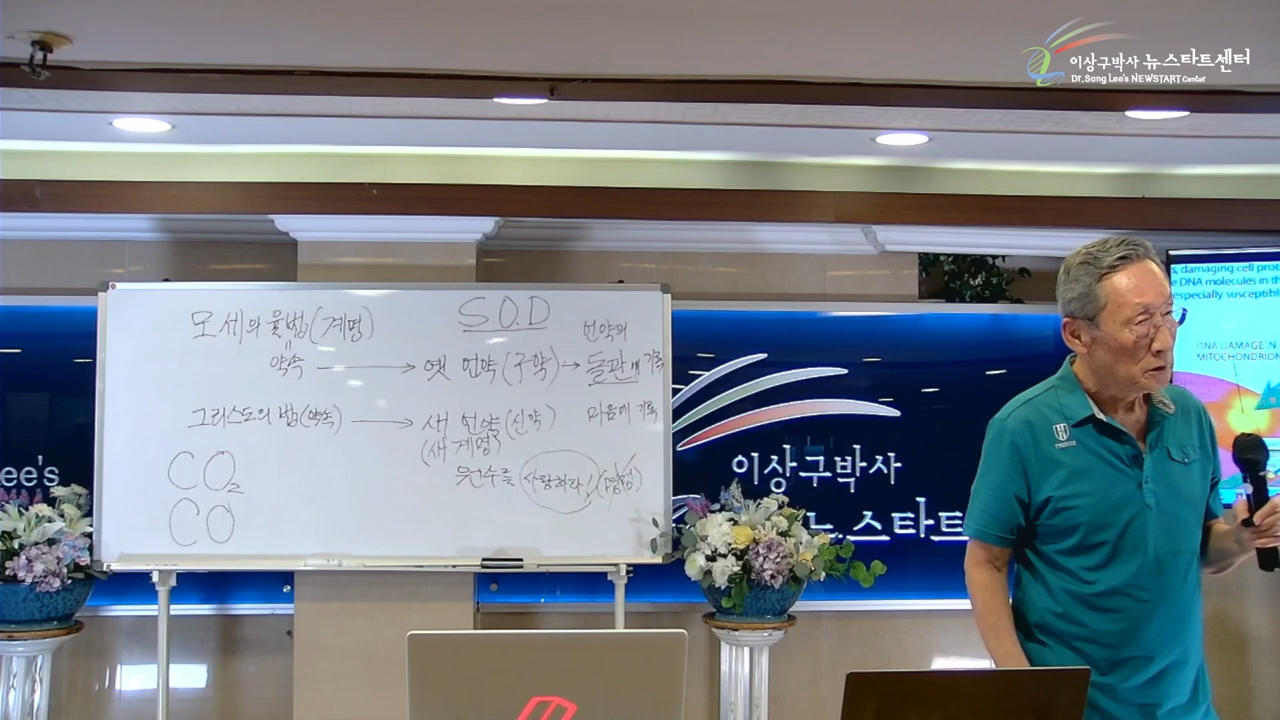 이상구박사 뉴스타트센터
Dr. Sang Lee's NEWSTART Center
모세의 율법(계명)
약속 → 옛 언약(구약) → 돌판에 기록
S.O.D
언약의
그리스도의 법(약속) → 새 언약(신약) 마음에 기록
(새 계명)
원수를 사랑하라!
CO2
CO
, damaging cell prot
e DNA molecules in th
especially susceptible
DNA DAMAGE IN
MITOCHONDRION
ee's
이상구박사
뉴스타트